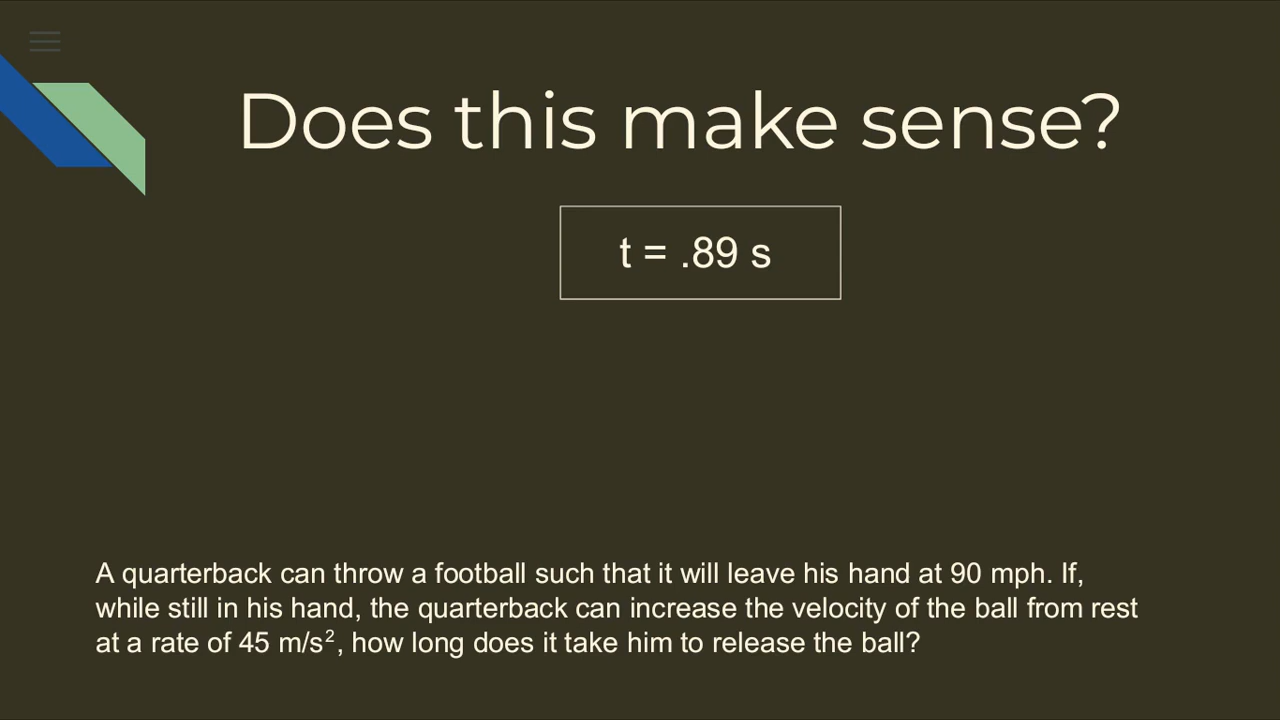 Does this make sense?
t = .89 s
A quarterback can throw a football such that it will leave his hand at 90 mph. If,
while still in his hand, the quarterback can increase the velocity of the ball from rest
at a rate of 45 m/s², how long does it take him to release the ball?